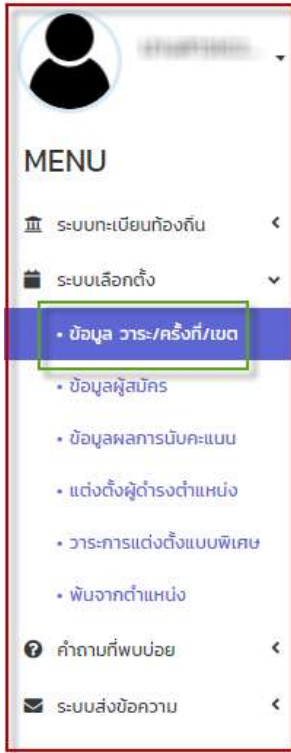 MENU
ระบบทะเบียนท้องถิ่น
ระบบเลือกตั้ง
• ข้อมูล วาระ/ครั้งที่/เขต
• ข้อมูลผู้สมัคร
• ข้อมูลผลการนับคะแนน
• แต่งตั้งผู้ดำรงตำแหน่ง
• วาระการแต่งตั้งแบบพิเศษ
• พ้นจากตำแหน่ง
คำถามที่พบบ่อย
ระบบส่งข้อความ